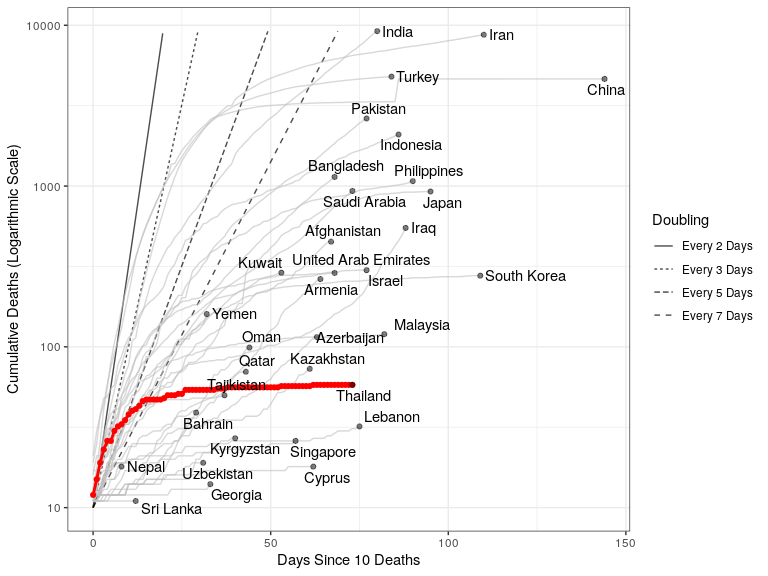 10000
1000
100
10
Cumulative Deaths (Logarithmic Scale)
India
Iran
Turkey
China
Pakistan
Indonesia
Bangladesh
Philippines
Saudi Arabia
Japan
Afghanistan
Iraq
Kuwait
United Arab Emirates
Israel
South Korea
Armenia
Yemen
Malaysia
Oman
Azerbaijan
Qatar
Kazakhstan
Tajikistan
Thailand
Bahrain
Lebanon
Kyrgyzstan
Singapore
Nepal
Uzbekistan
Cyprus
Georgia
Sri Lanka
0
50
100
150
Days Since 10 Deaths
Doubling
Every 2 Days
Every 3 Days
Every 5 Days
Every 7 Days